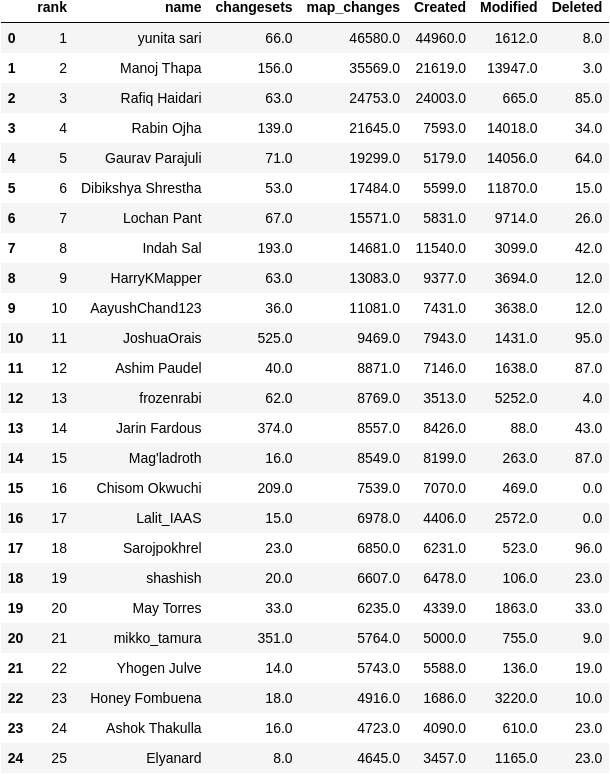 rank name changesets map_changes Created Modified Deleted
0 1 yunita sari 66.0 46580.0 44960.0 1612.0 8.0
1 2 Manoj Thapa 156.0 35569.0 21619.0 13947.0 3.0
2 3 Rafiq Haidari 63.0 24753.0 24003.0 665.0 85.0
3 4 Rabin Ojha 139.0 21645.0 7593.0 14018.0 34.0
4 5 Gaurav Parajuli 71.0 19299.0 5179.0 14056.0 64.0
5 6 Dibikshya Shrestha 53.0 17484.0 5599.0 11870.0 15.0
6 7 Lochan Pant 67.0 15571.0 5831.0 9714.0 26.0
7 8 Indah Sal 193.0 14681.0 11540.0 3099.0 42.0
8 9 HarryKMapper 63.0 13083.0 9377.0 3694.0 12.0
9 10 AayushChand123 36.0 11081.0 7431.0 3638.0 12.0
10 11 JoshuaOrais 525.0 9469.0 7943.0 1431.0 95.0
11 12 Ashim Paudel 40.0 8871.0 7146.0 1638.0 87.0
12 13 frozenrabi 62.0 8769.0 3513.0 5252.0 4.0
13 14 Jarin Fardous 374.0 8557.0 8426.0 88.0 43.0
14 15 Mag'ladroth 16.0 8549.0 8199.0 263.0 87.0
15 16 Chisom Okwuchi 209.0 7539.0 7070.0 469.0 0.0
16 17 Lalit_IAAS 15.0 6978.0 4406.0 2572.0 0.0
17 18 Sarojpokhrel 23.0 6850.0 6231.0 523.0 96.0
18 19 shashish 20.0 6607.0 6478.0 106.0 23.0
19 20 May Torres 33.0 6235.0 4339.0 1863.0 33.0
20 21 mikko_tamura 351.0 5764.0 5000.0 755.0 9.0
21 22 Yhogen Julve 14.0 5743.0 5588.0 136.0 19.0
22 23 Honey Fombuena 18.0 4916.0 1686.0 3220.0 10.0
23 24 Ashok Thakulla 16.0 4723.0 4090.0 610.0 23.0
24 25 Elyanard 8.0 4645.0 3457.0 1165.0 23.0